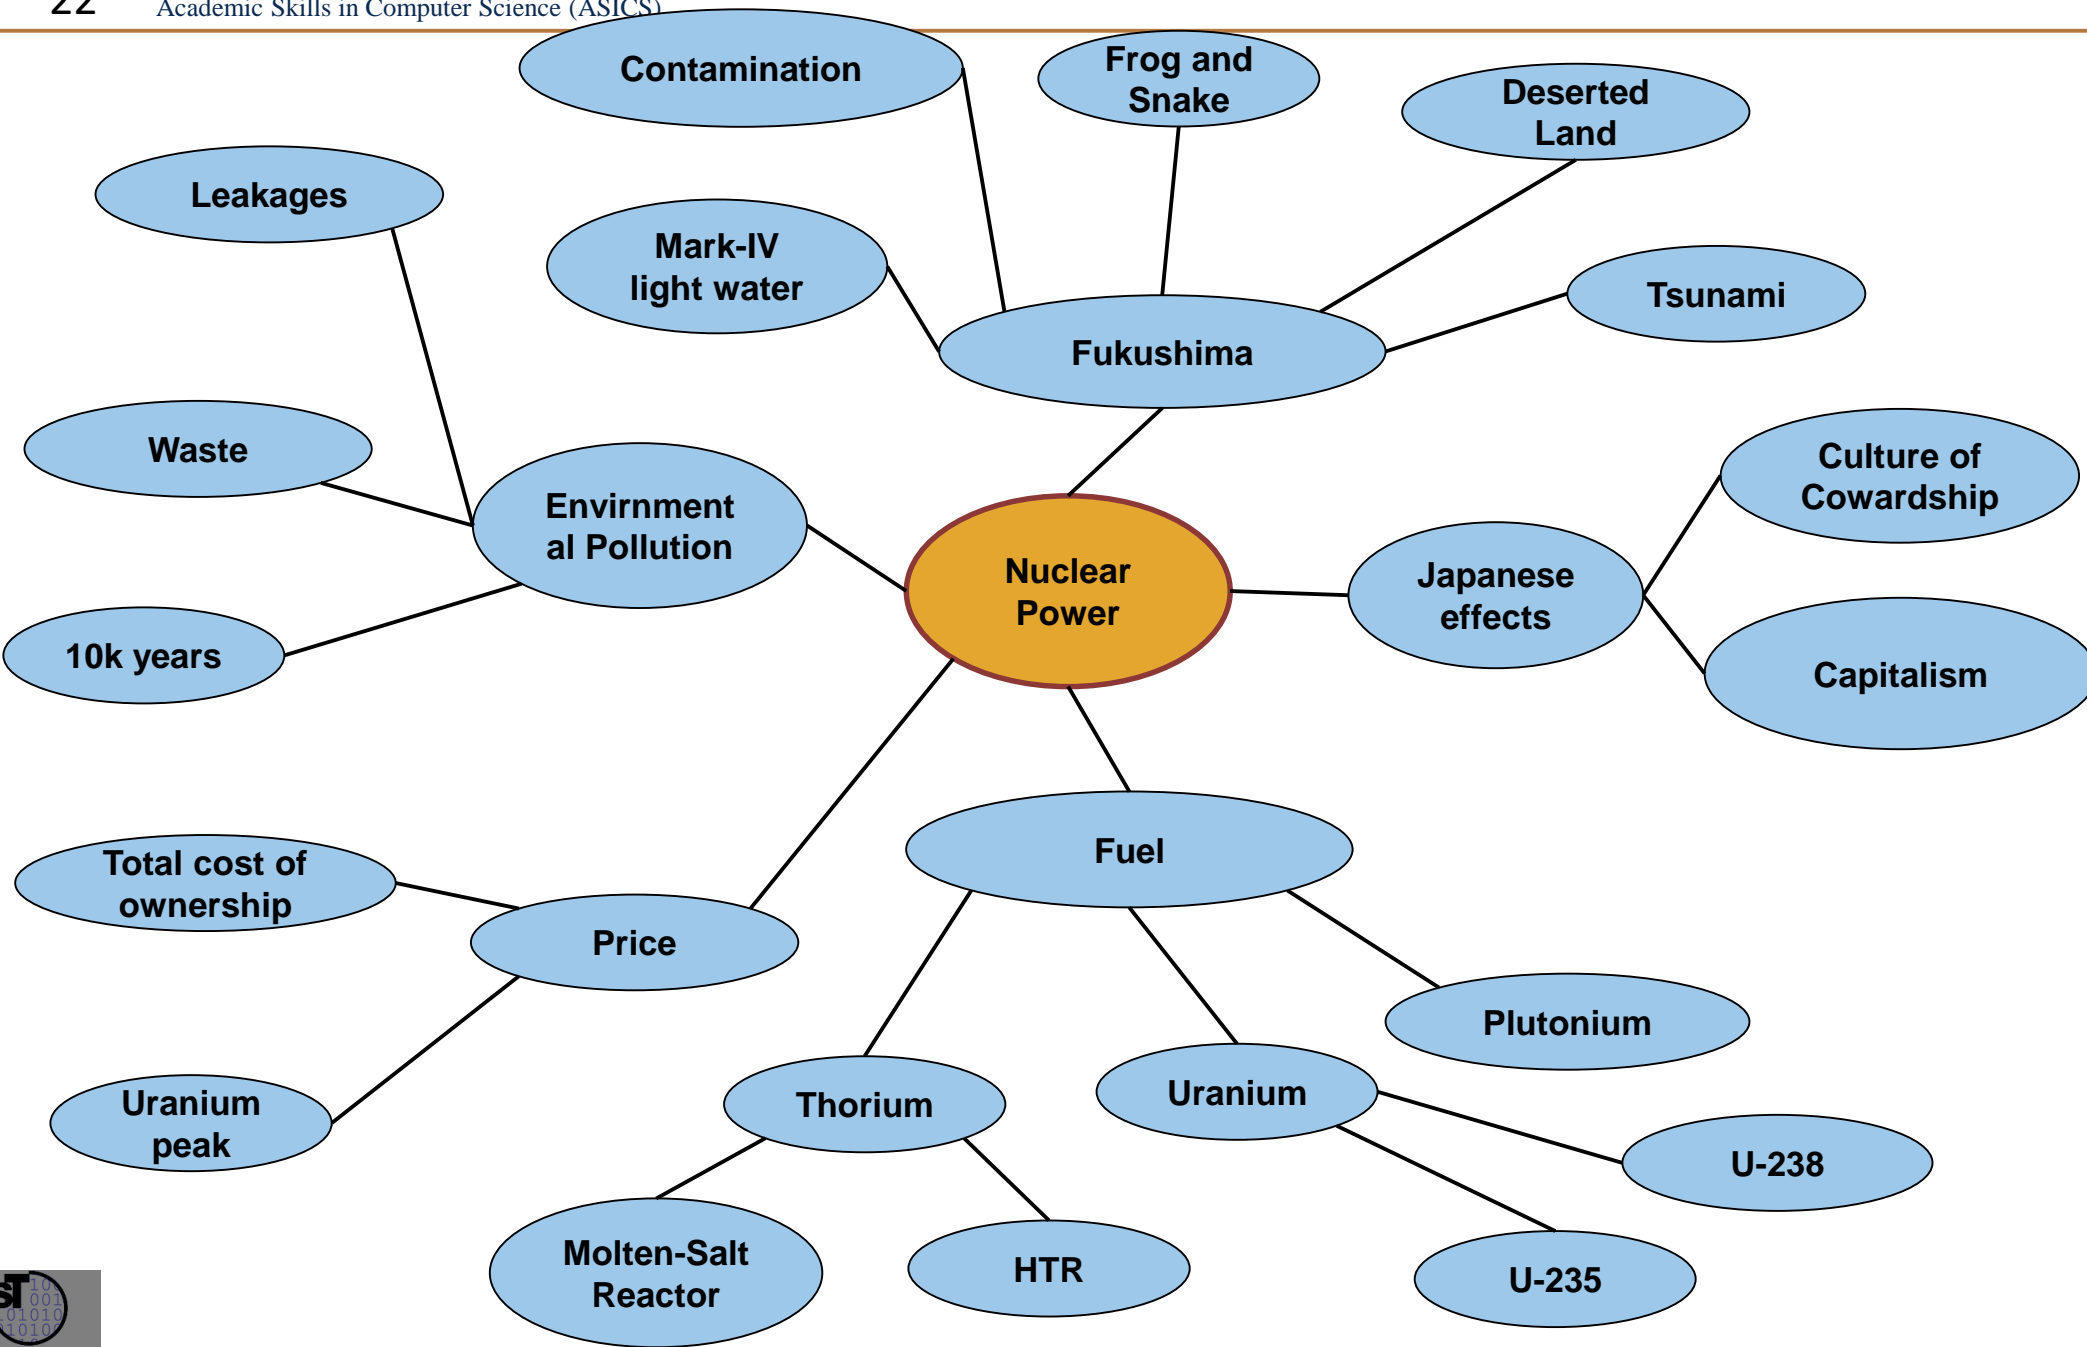 22
Academic Skills in Computer Science (ASICS)
Contamination
Frog and
Snake
Deserted
Land
Leakages
Mark-IV
light water
Tsunami
Fukushima
Waste
Culture of
Cowardship
Envirnment
al Pollution
Nuclear
Power
Japanese
effects
10k years
Capitalism
Total cost of
ownership
Fuel
Price
Plutonium
Uranium
peak
Thorium
Uranium
U-238
Molten-Salt
Reactor
HTR
U-235